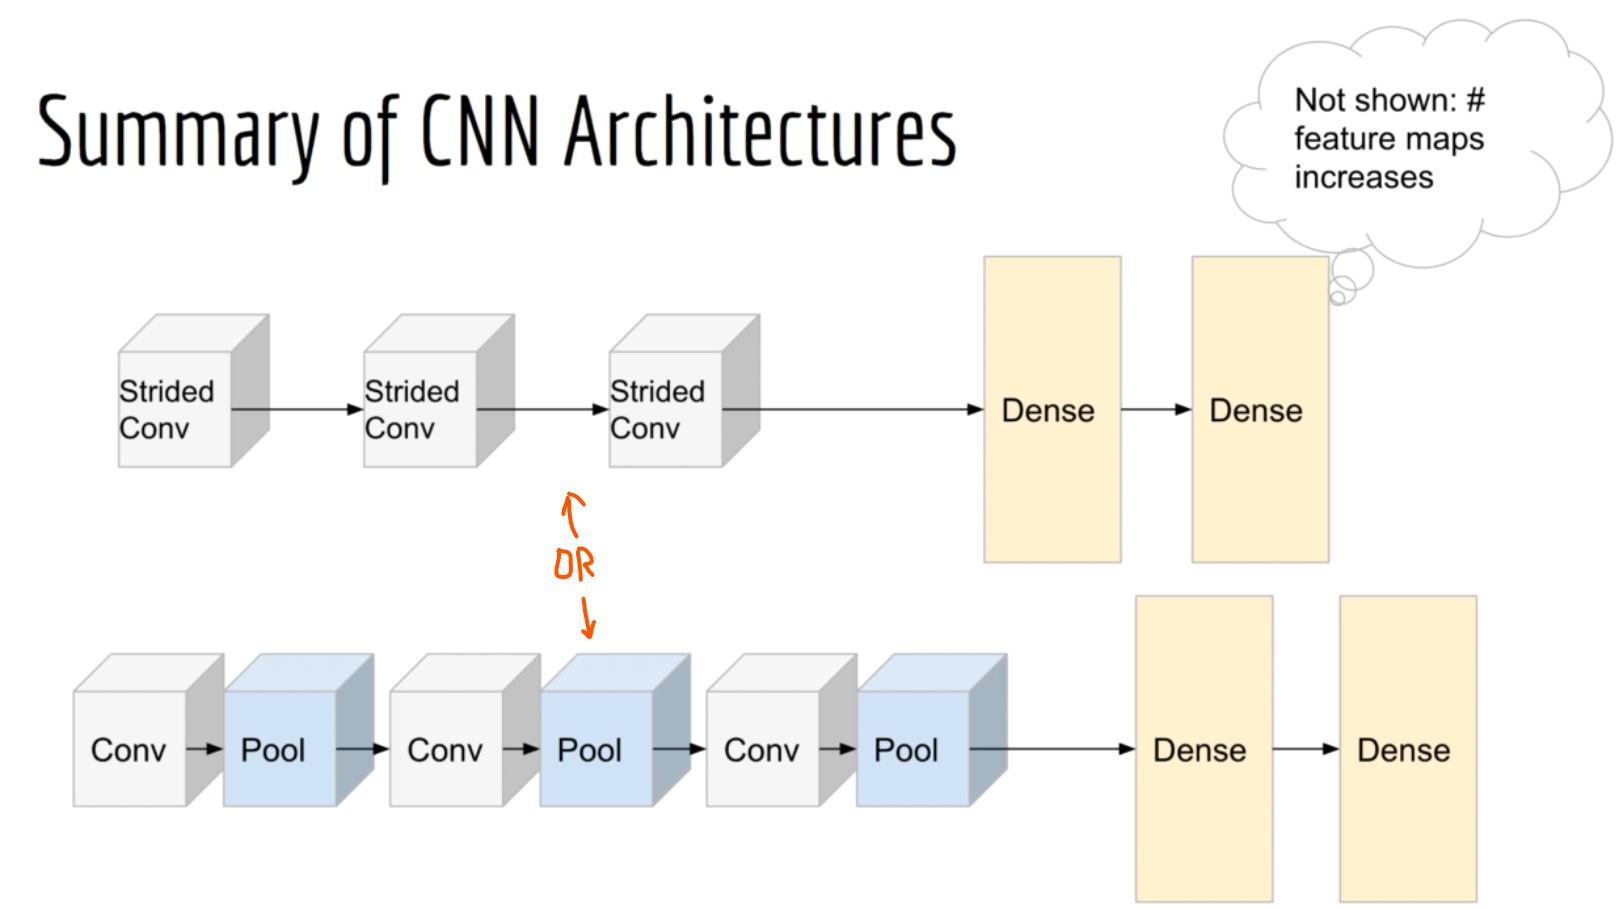 Summary of CNN Architectures
Not shown: #
feature maps
increases
Strided
Conv
Strided
Conv
Strided
Conv
Dense
Dense
OR
Conv
Pool
Conv
Pool
Conv
Pool
Dense
Dense